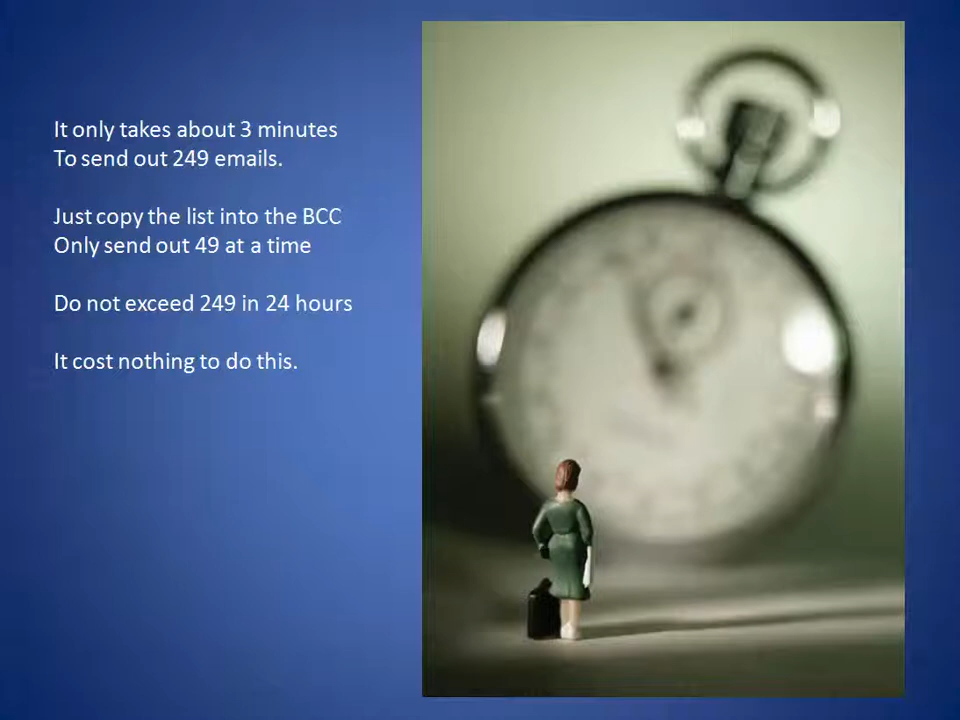 It only takes about 3 minutes
To send out 249 emails.
Just copy the list into the BCC
Only send out 49 at a time
Do not exceed 249 in 24 hours
It cost nothing to do this.